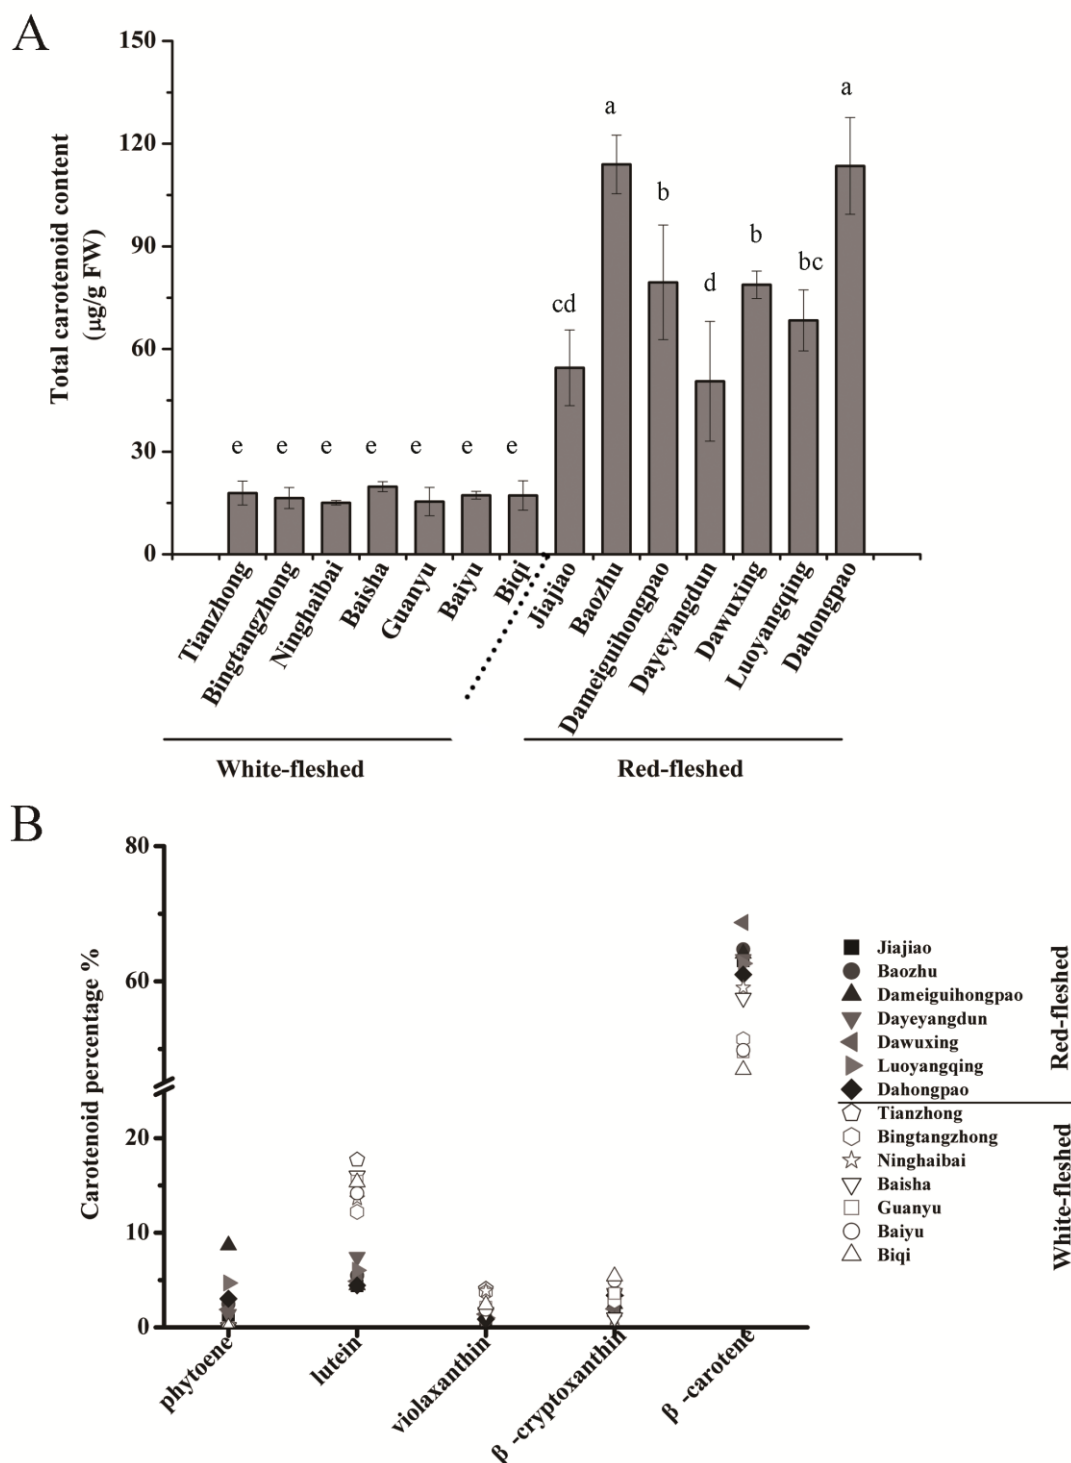 A
150
120
90
60
30
0
Total carotenoid content
(μg/g FW)
e e e e e e e cd a b d b bc a
Tianzhong
Bingtangzhong
Ninghaibai
Baisha
Guanyu
Baiyu
Biqi
Jiajiao
Baozhu
Dameiguihongpao
Dayeyangdun
Dawuxing
Luoyangqing
Dahongpao
White-fleshed
Red-fleshed
B
80
60
20
10
0
Carotenoid percentage %
phytoene
lutein
violaxanthin
β -cryptoxanthin
β -carotene
Jiajiao
Baozhu
Dameiguihongpao
Dayeyangdun
Dawuxing
Luoyangqing
Dahongpao
Red-fleshed
Tianzhong
Bingtangzhong
Ninghaibai
Baisha
Guanyu
Baiyu
Biqi
White-fleshed